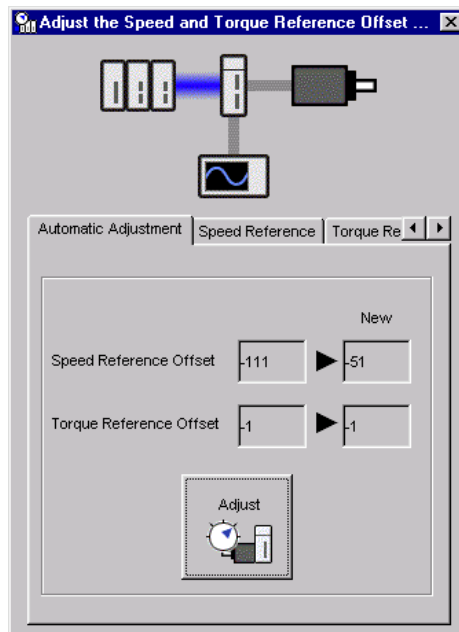 Adjust the Speed and Torque Reference Offset ...
Automatic Adjustment Speed Reference Torque Re
New
Speed Reference Offset -111 -51
Torque Reference Offset -1 -1
Adjust